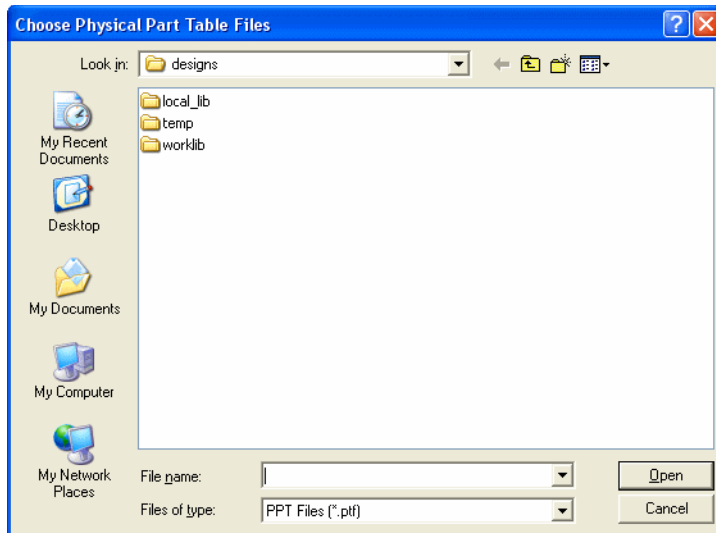 Choose Physical Part Table Files
Look in: designs
local_lib
temp
worklib
My Recent
Documents
Desktop
My Documents
My Computer
My Network
Places
File name:
Open
Files of type: PPT Files (*.ptf)
Cancel